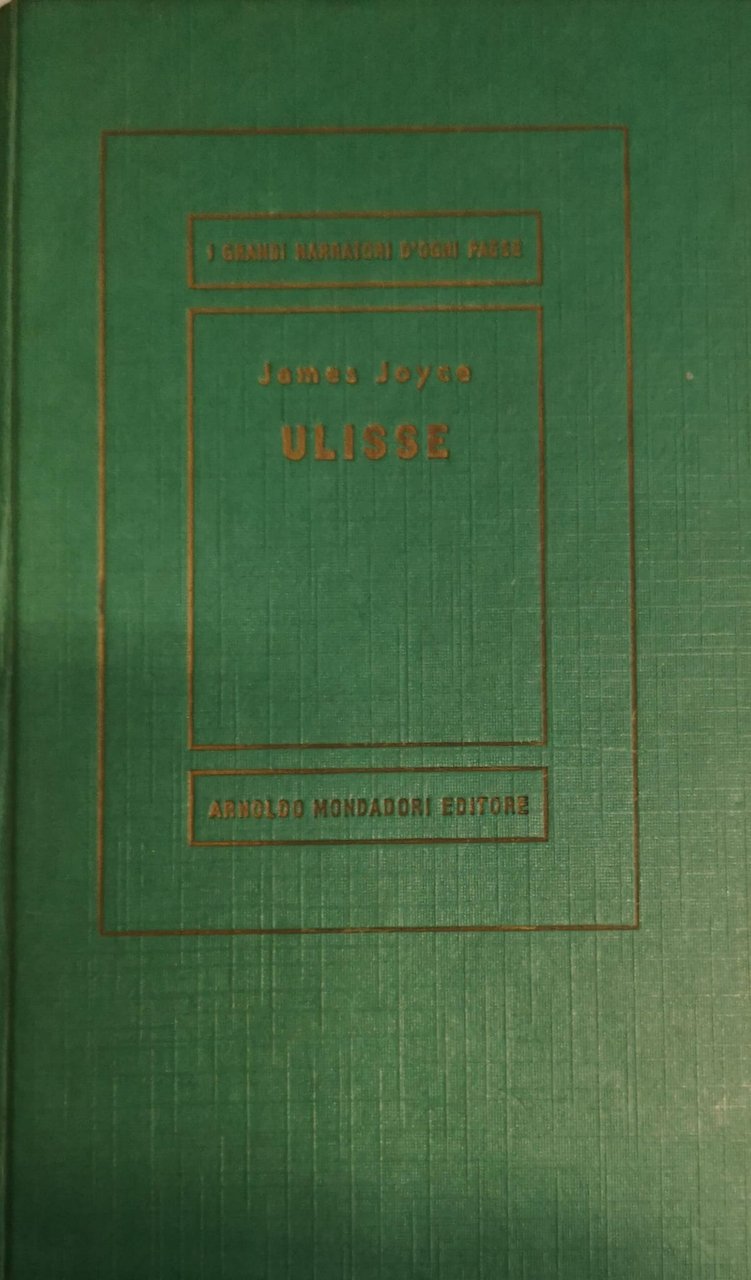 I GRANDI NARRATORI D'OGNI PAESE
James Joyce
ULISSE
ARNOLDO MONDADORI EDITORE